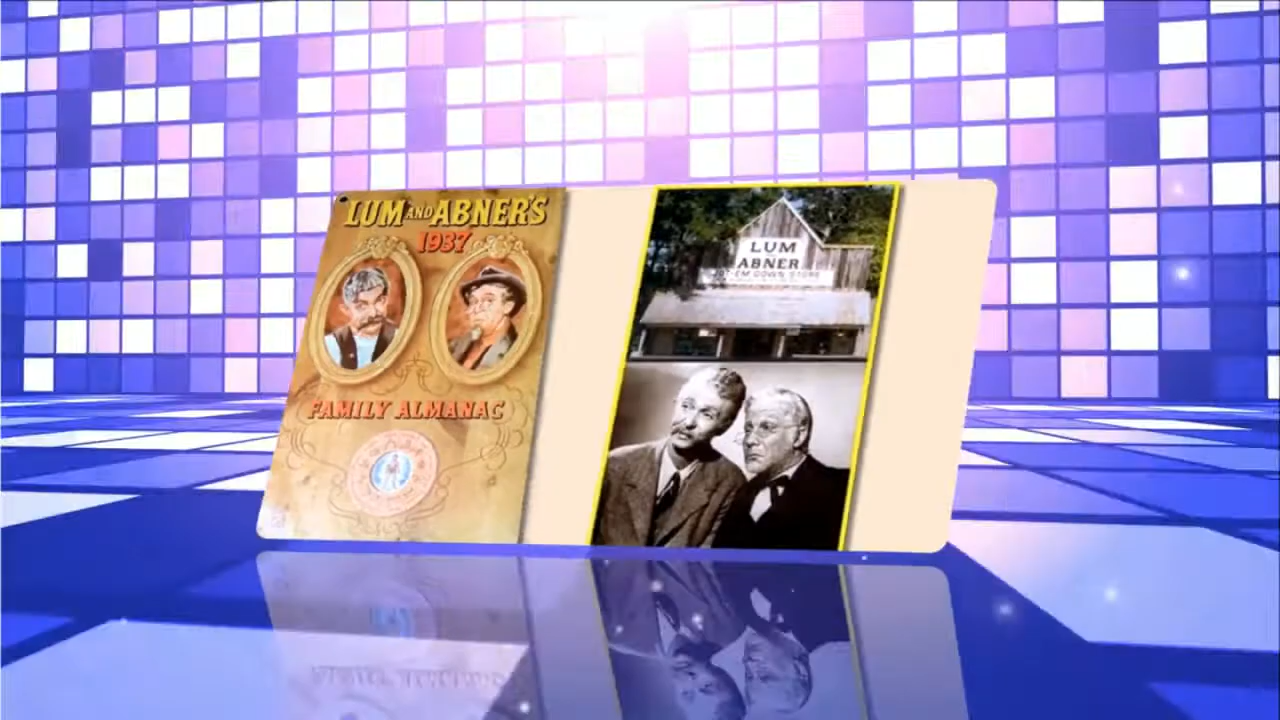 LUM AND ABNER'S
1937
FAMILY ALMANAC
LUM
ABNER
JOT-EM DOWN STORE